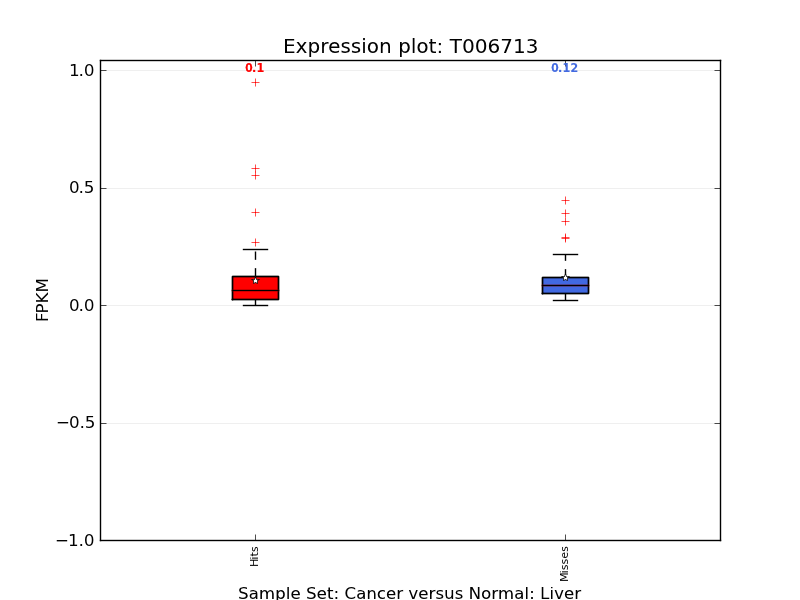 Expression plot: T006713
0.1
0.12
1.0
0.5
0.0
−0.5
−1.0
FPKM
Hits
Misses
Sample Set: Cancer versus Normal: Liver